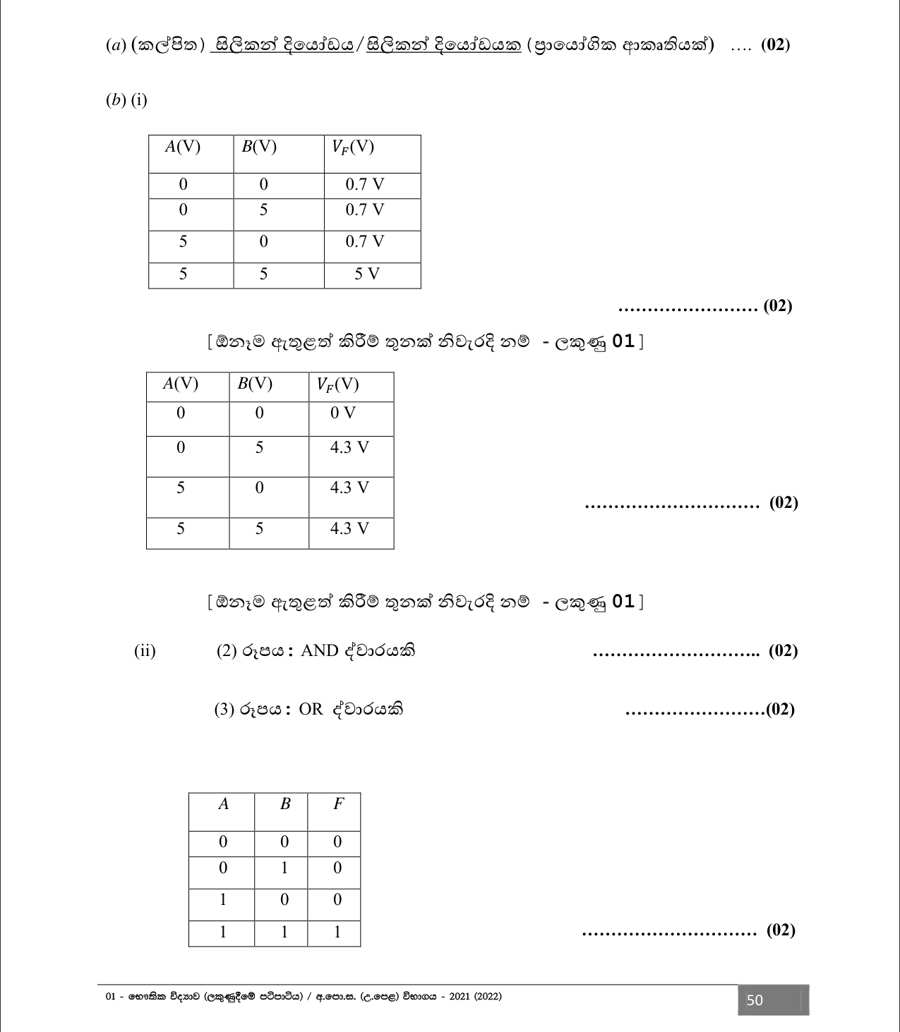 (a) (කල්පිත) සිලිකන් දියෝඩය/සිලිකන් දියෝඩයක (ප්‍රායෝගික ආකෘතියක්) .... (02)
(b) (i)
A(V) B(V) VF(V)
0 0 0.7 V
0 5 0.7 V
5 0 0.7 V
5 5 5 V
........................ (02)
[ඕනෑම ඇතුළත් කිරීම් තුනක් නිවැරදි නම් - ලකුණු 01]
A(V) B(V) VF(V)
0 0 0 V
0 5 4.3 V
5 0 4.3 V
5 5 4.3 V
.............................. (02)
[ඕනෑම ඇතුළත් කිරීම් තුනක් නිවැරදි නම් - ලකුණු 01]
(ii) (2) රූපය: AND ද්වාරයකි ............................. (02)
(3) රූපය: OR ද්වාරයකි ........................(02)
A B F
0 0 0
0 1 0
1 0 0
1 1 1
.............................. (02)
01 - භෞතික විද්‍යාව (ලකුණුදීමේ පටිපාටිය) / අ.පො.ස. (උ.පෙළ) විභාගය - 2021 (2022)
50